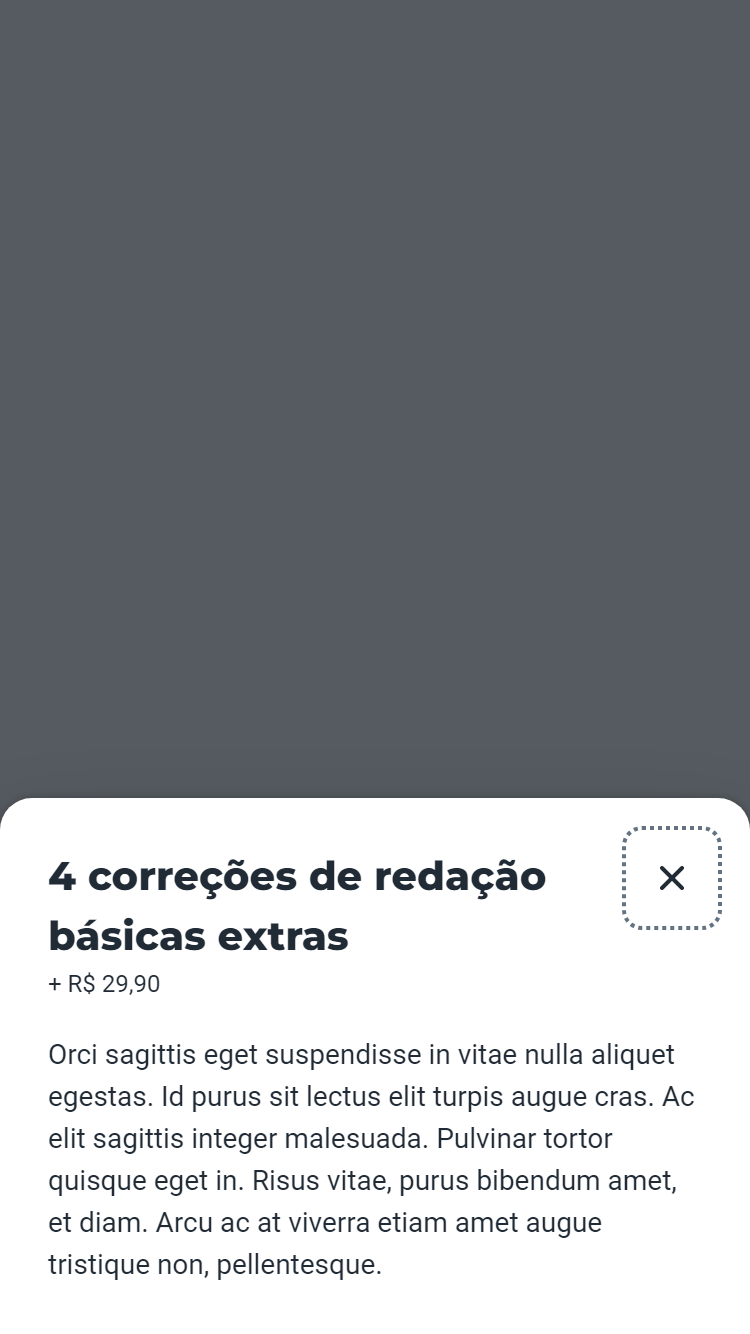 4 correções de redação
básicas extras
+ R$ 29,90
Orci sagittis eget suspendisse in vitae nulla aliquet
egestas. Id purus sit lectus elit turpis augue cras. Ac
elit sagittis integer malesuada. Pulvinar tortor
quisque eget in. Risus vitae, purus bibendum amet,
et diam. Arcu ac at viverra etiam amet augue
tristique non, pellentesque.